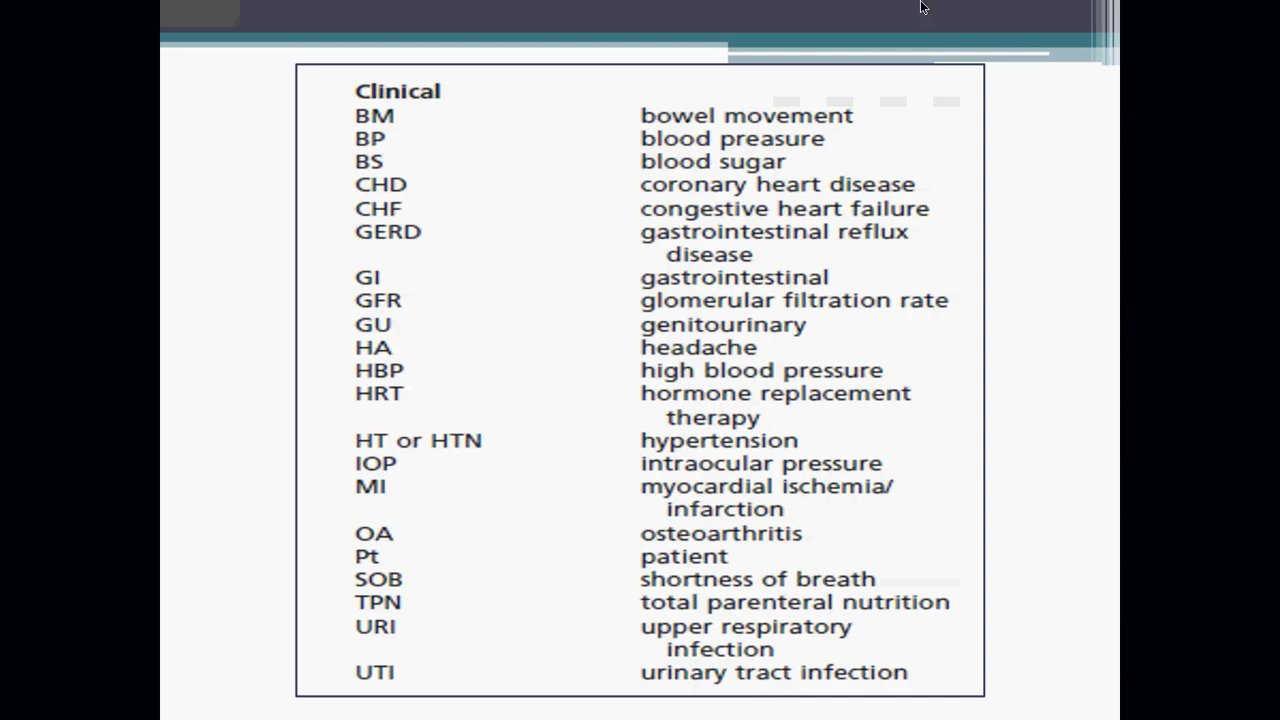 Clinical
BM bowel movement
BP blood preasure
BS blood sugar
CHD coronary heart disease
CHF congestive heart failure
GERD gastrointestinal reflux
disease
GI gastrointestinal
GFR glomerular filtration rate
GU genitourinary
HA headache
HBP high blood pressure
HRT hormone replacement
therapy
HT or HTN hypertension
IOP intraocular pressure
MI myocardial ischemia/
infarction
OA osteoarthritis
Pt patient
SOB shortness of breath
TPN total parenteral nutrition
URI upper respiratory
infection
UTI urinary tract infection